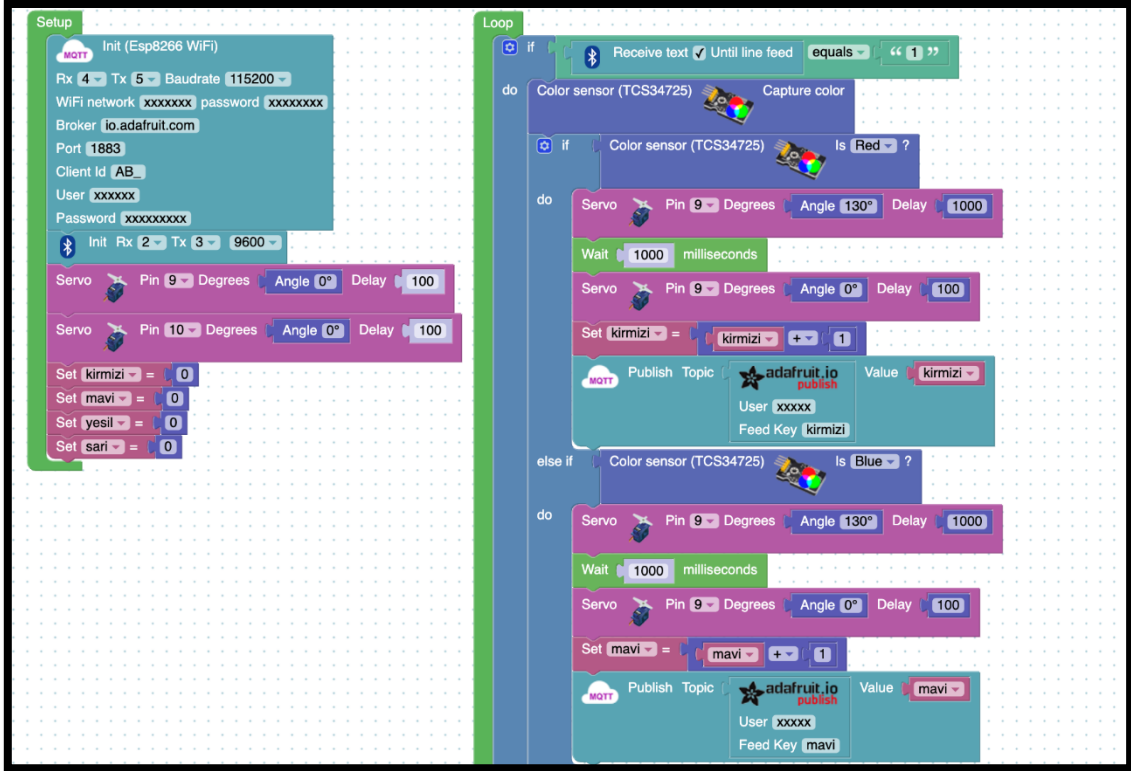 Setup
MQTT Init (Esp8266 WiFi)
Rx 4 Tx 5 Baudrate 115200
WiFi network xxxxxxx password xxxxxxxx
Broker io.adafruit.com
Port 1883
Client Id AB_
User xxxxxx
Password xxxxxxxxx
Init Rx 2 Tx 3 9600
Servo Pin 9 Degrees Angle 0° Delay 100
Servo Pin 10 Degrees Angle 0° Delay 100
Set kirmizi = 0
Set mavi = 0
Set yesil = 0
Set sari = 0
Loop
if Receive text Until line feed equals “ 1 ”
do Color sensor (TCS34725) Capture color
if Color sensor (TCS34725) Is Red ?
do Servo Pin 9 Degrees Angle 130° Delay 1000
Wait 1000 milliseconds
Servo Pin 9 Degrees Angle 0° Delay 100
Set kirmizi = kirmizi + 1
MQTT Publish Topic adafruit.io publish Value kirmizi
User xxxxx
Feed Key kirmizi
else if Color sensor (TCS34725) Is Blue ?
do Servo Pin 9 Degrees Angle 130° Delay 1000
Wait 1000 milliseconds
Servo Pin 9 Degrees Angle 0° Delay 100
Set mavi = mavi + 1
MQTT Publish Topic adafruit.io publish Value mavi
User xxxxx
Feed Key mavi